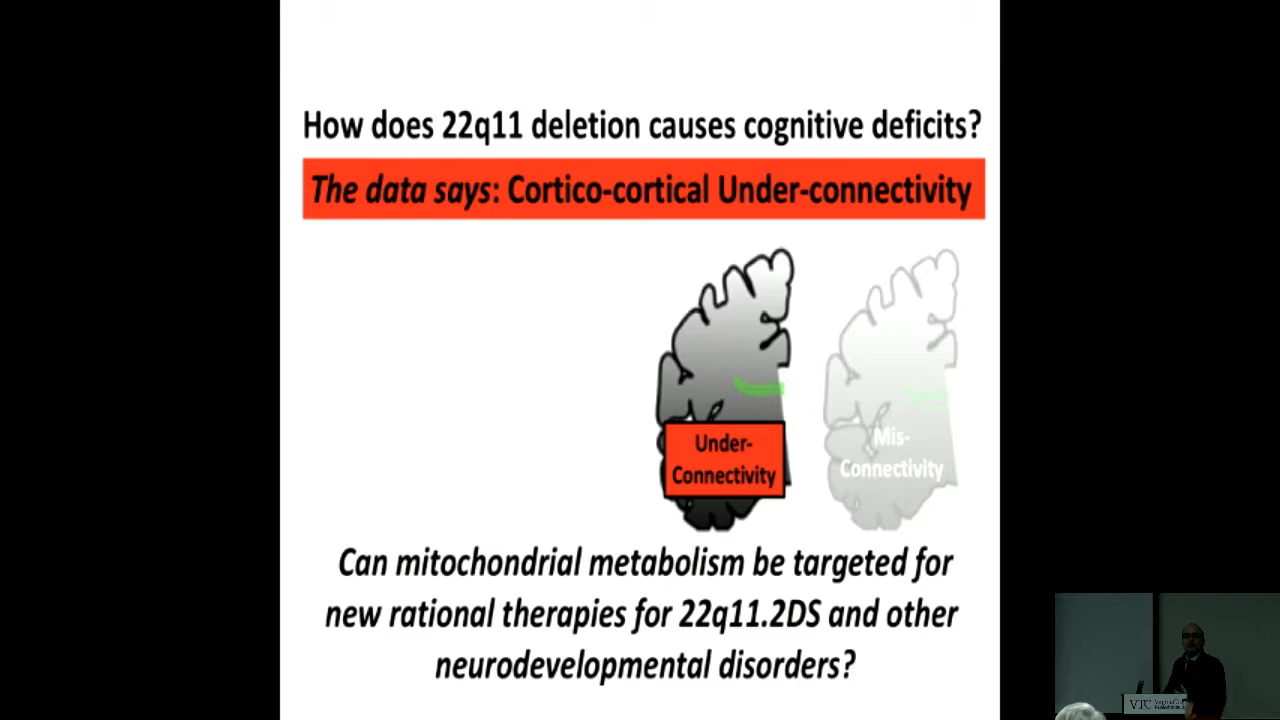 How does 22q11 deletion causes cognitive deficits?
The data says: Cortico-cortical Under-connectivity
Under-
Connectivity
Mis-
Connectivity
Can mitochondrial metabolism be targeted for
new rational therapies for 22q11.2DS and other
neurodevelopmental disorders?
VTC